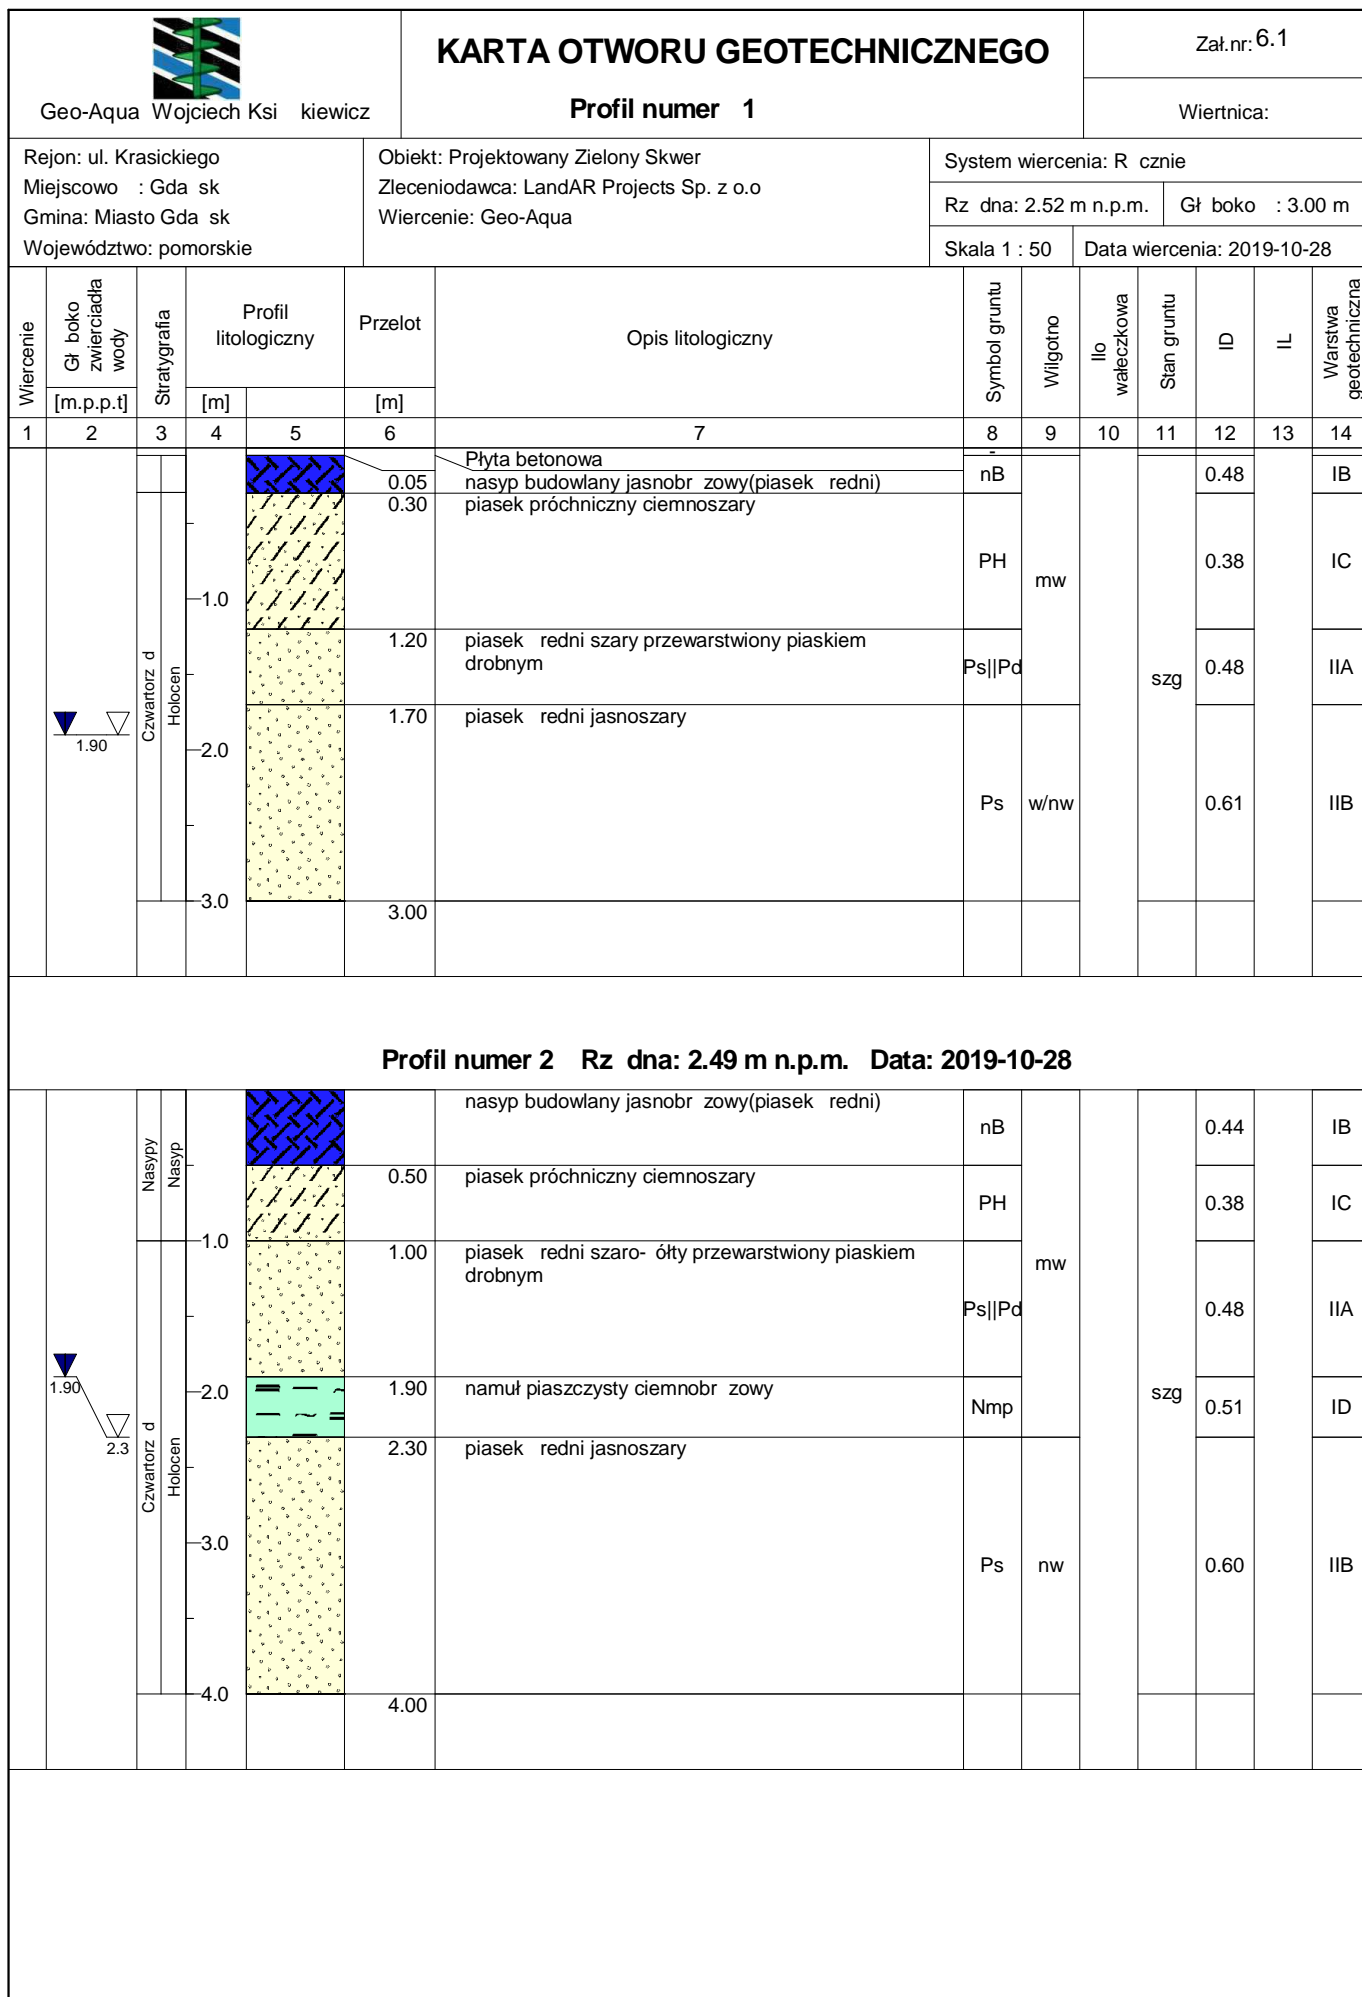 KARTA OTWORU GEOTECHNICZNEGO
Profil numer 1
Zał.nr: 6.1
Wiertnica:
Geo-Aqua Wojciech Ksi kiewicz
Rejon: ul. Krasickiego
Miejscowo : Gda sk
Gmina: Miasto Gda sk
Województwo: pomorskie
Obiekt: Projektowany Zielony Skwer
Zleceniodawca: LandAR Projects Sp. z o.o
Wiercenie: Geo-Aqua
System wiercenia: R cznie
Rz dna: 2.52 m n.p.m. Gł boko : 3.00 m
Skala 1 : 50 Data wiercenia: 2019-10-28
Wiercenie
Gł boko
zwierciadła
wody
[m.p.p.t]
Stratygrafia
Profil
litologiczny
[m]
Przelot
[m]
Opis litologiczny
Symbol gruntu
Wilgotno
Ilo
wałeczkowa
Stan gruntu
ID
IL
Warstwa
geotechniczna
1 2 3 4 5 6 7 8 9 10 11 12 13 14
Płyta betonowa -
0.05 nasyp budowlany jasnobr zowy(piasek redni) nB 0.48 IB
0.30 piasek próchniczny ciemnoszary
PH 0.38 IC
mw
1.0
1.20 piasek redni szary przewarstwiony piaskiem
drobnym
Ps||Pd 0.48 IIA
szg
Czwartorz d
Holocen
1.70 piasek redni jasnoszary
1.90
2.0
Ps w/nw 0.61 IIB
3.0
3.00
Profil numer 2 Rz dna: 2.49 m n.p.m. Data: 2019-10-28
nasyp budowlany jasnobr zowy(piasek redni)
nB 0.44 IB
Nasypy
Nasyp
0.50 piasek próchniczny ciemnoszary
PH 0.38 IC
1.0
1.00 piasek redni szaro- ółty przewarstwiony piaskiem
drobnym
mw
Ps||Pd 0.48 IIA
1.90
2.0
1.90 namuł piaszczysty ciemnobr zowy
Nmp szg 0.51 ID
2.3
2.30 piasek redni jasnoszary
Czwartorz d
Holocen
3.0
Ps nw 0.60 IIB
4.0
4.00